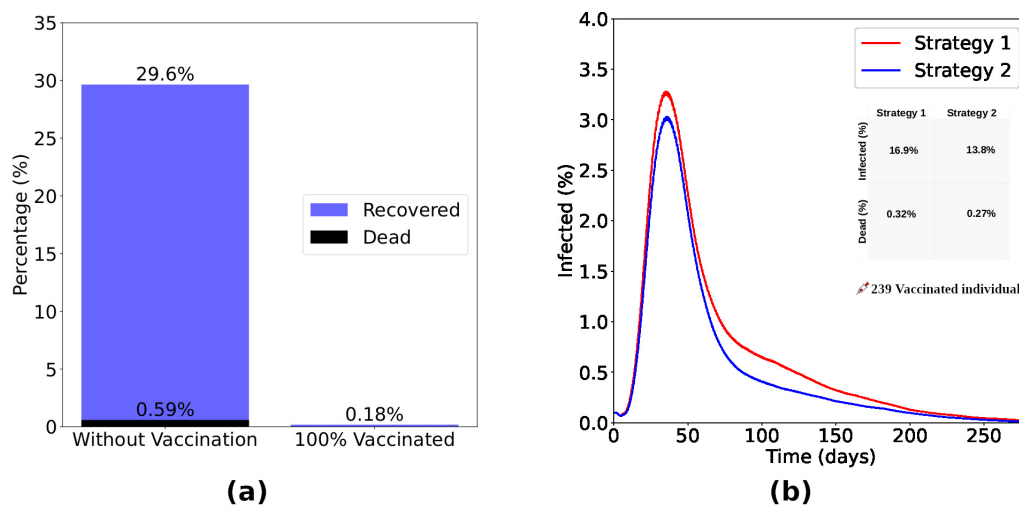 35
30
25
20
15
10
5
0
Percentage (%)
29.6%
0.59%
0.18%
Recovered
Dead
Without Vaccination
100% Vaccinated
(a)
4.0
3.5
3.0
2.5
2.0
1.5
1.0
0.5
0.0
Infected (%)
Strategy 1
Strategy 2
Strategy 1 Strategy 2
Infected (%) 16.9% 13.8%
Dead (%) 0.32% 0.27%
239 Vaccinated individual
0 50 100 150 200 250
Time (days)
(b)